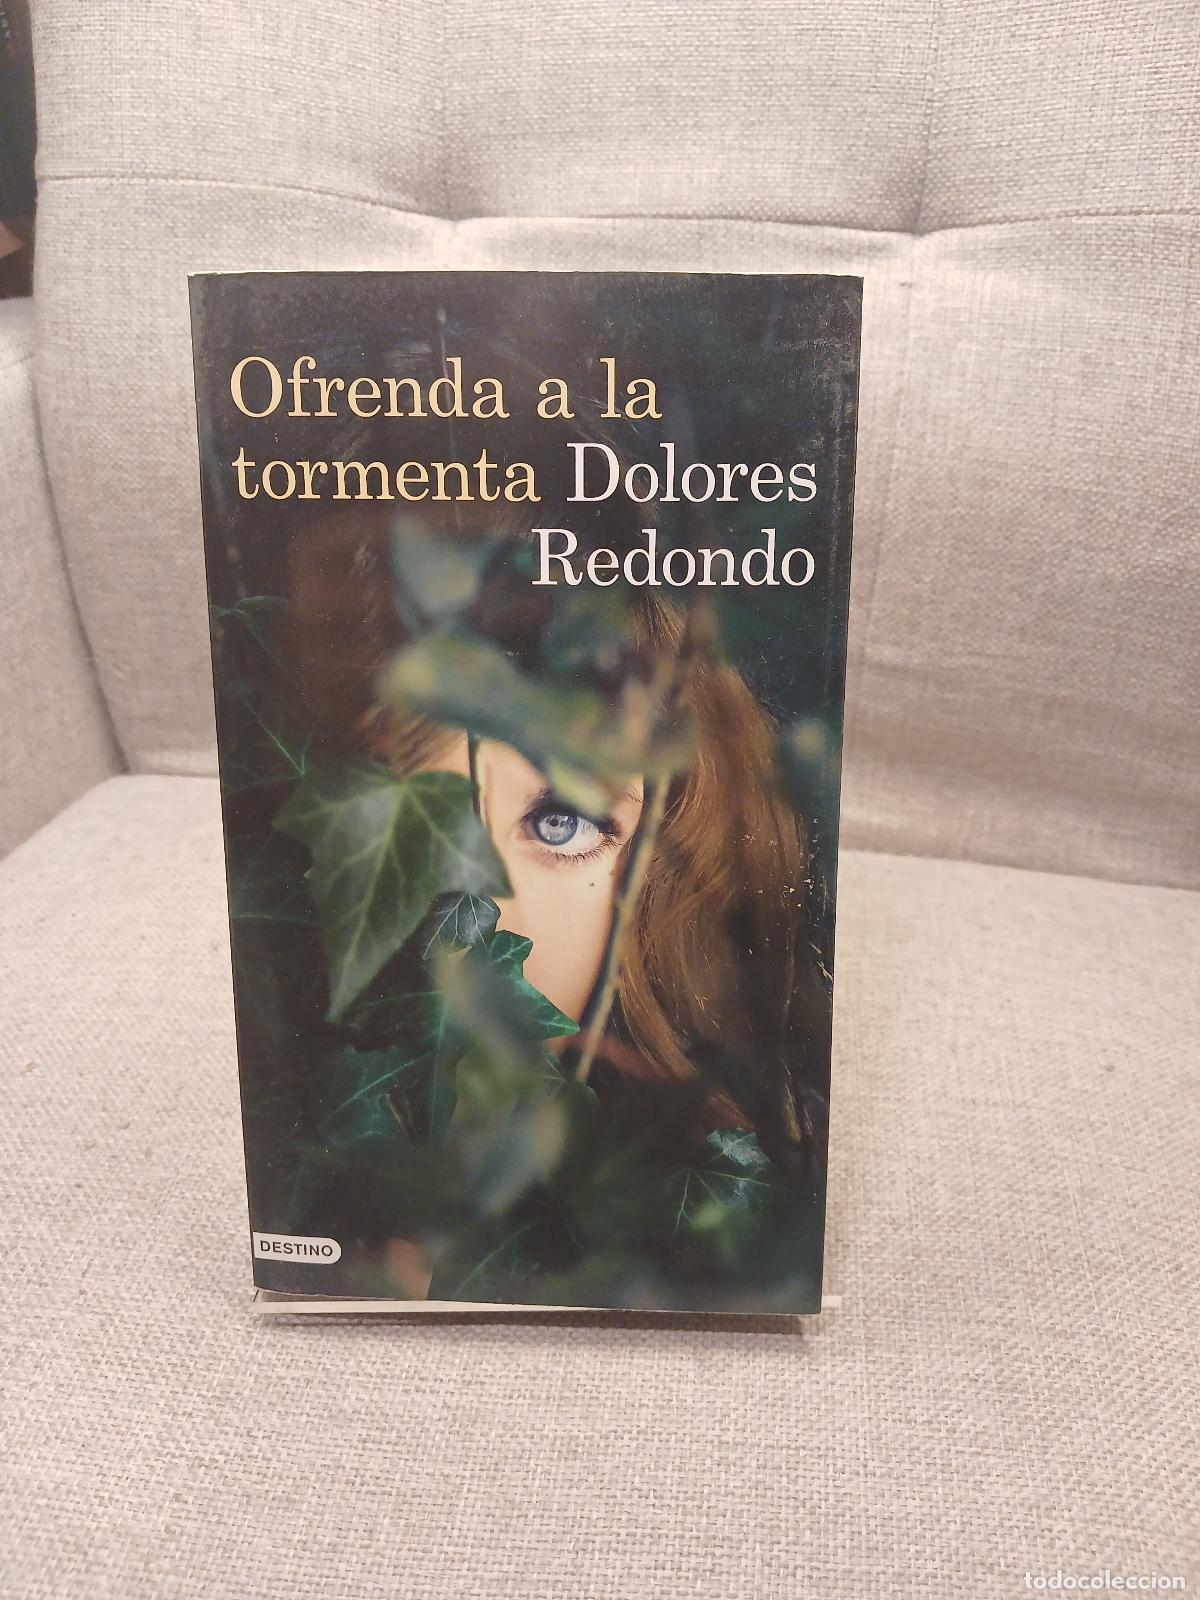 Ofrenda a la
tormenta Dolores
Redondo
DESTINO
todocoleccion